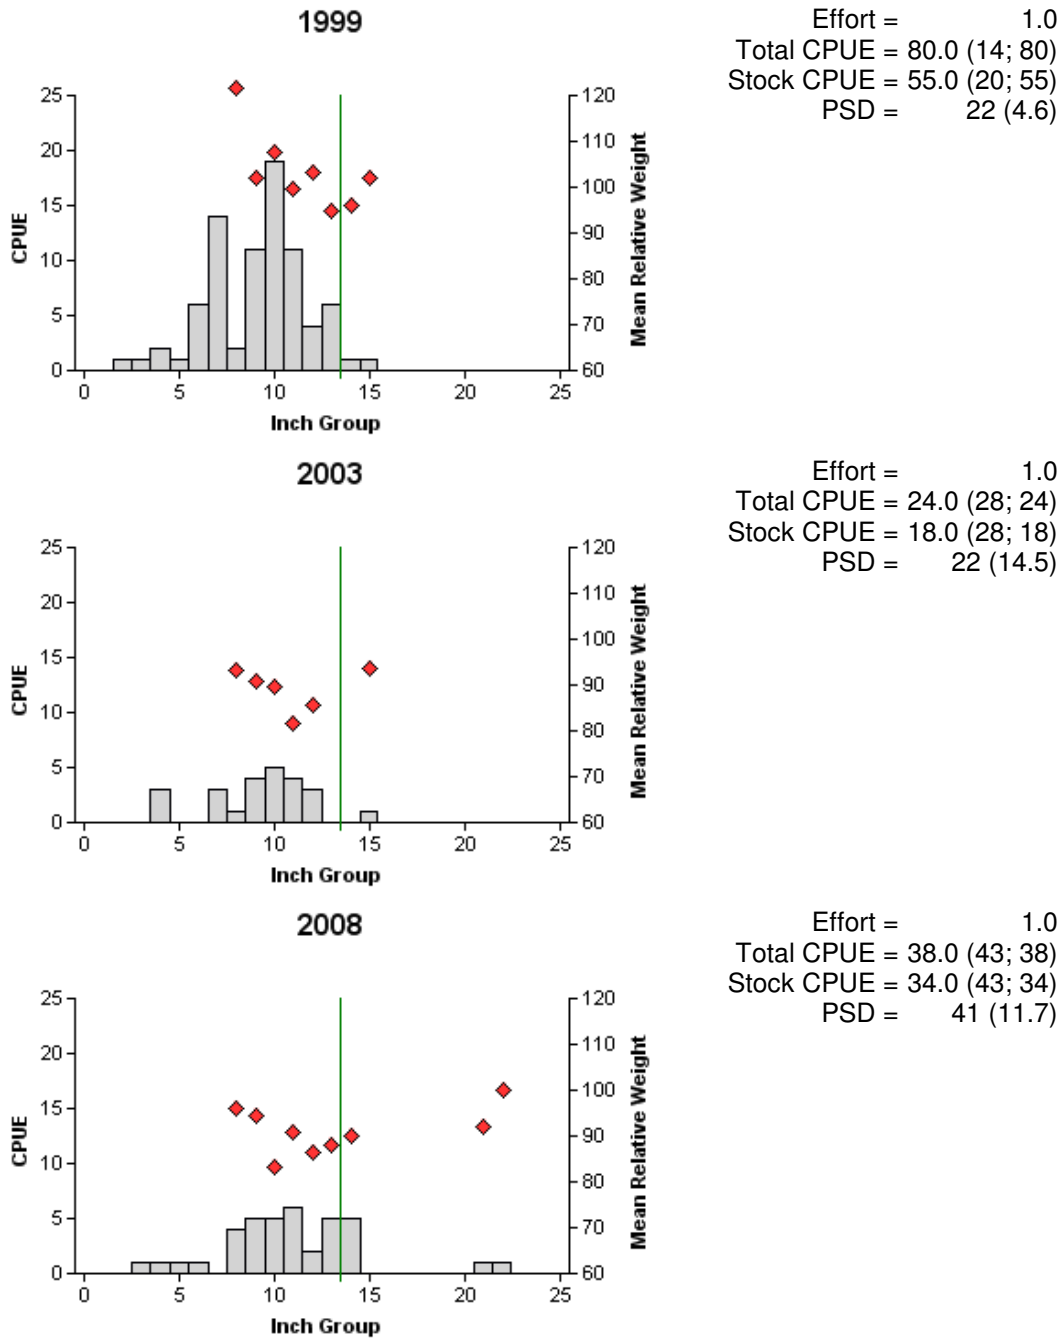 1999
Effort = 1.0
Total CPUE = 80.0 (14; 80)
Stock CPUE = 55.0 (20; 55)
PSD = 22 (4.6)
25
20
15
10
5
0
CPUE
120
110
100
90
80
70
60
Mean Relative Weight
0 5 10 15 20 25
Inch Group
2003
Effort = 1.0
Total CPUE = 24.0 (28; 24)
Stock CPUE = 18.0 (28; 18)
PSD = 22 (14.5)
25
20
15
10
5
0
CPUE
120
110
100
90
80
70
60
Mean Relative Weight
0 5 10 15 20 25
Inch Group
2008
Effort = 1.0
Total CPUE = 38.0 (43; 38)
Stock CPUE = 34.0 (43; 34)
PSD = 41 (11.7)
25
20
15
10
5
0
CPUE
120
110
100
90
80
70
60
Mean Relative Weight
0 5 10 15 20 25
Inch Group